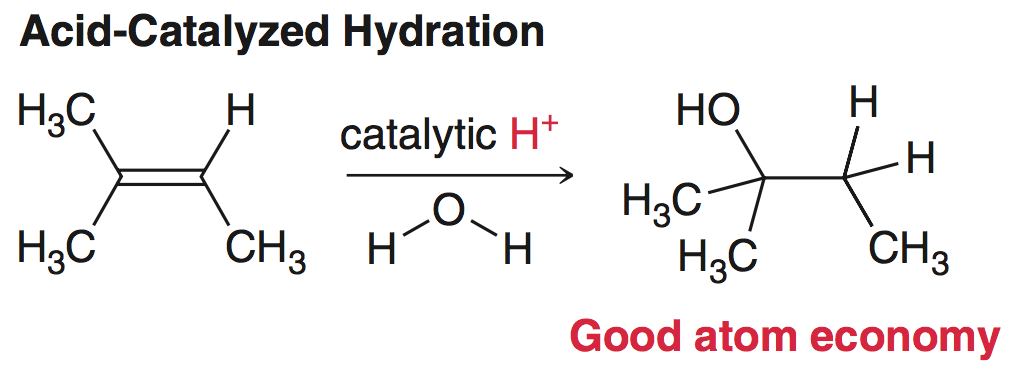 Acid-Catalyzed Hydration
H₃C H
H₃C CH₃
catalytic H⁺
O
H H
HO H
H
H₃C
H₃C CH₃
Good atom economy